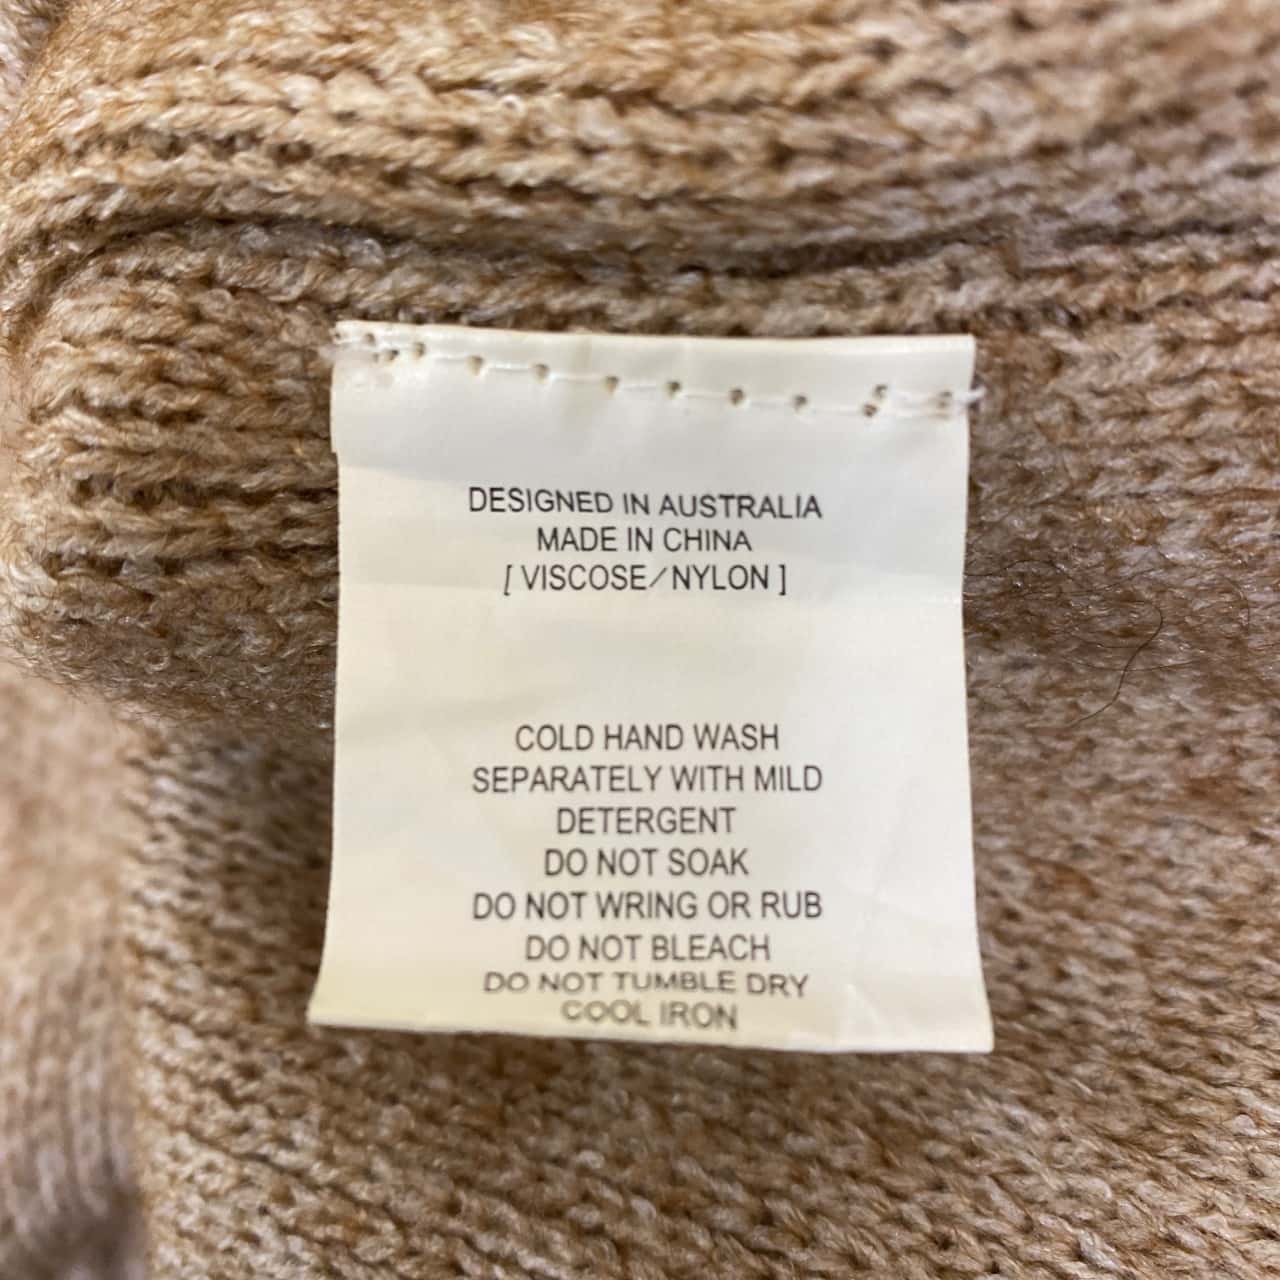 DESIGNED IN AUSTRALIA
MADE IN CHINA
[ VISCOSE/NYLON ]
COLD HAND WASH
SEPARATELY WITH MILD
DETERGENT
DO NOT SOAK
DO NOT WRING OR RUB
DO NOT BLEACH
DO NOT TUMBLE DRY
COOL IRON